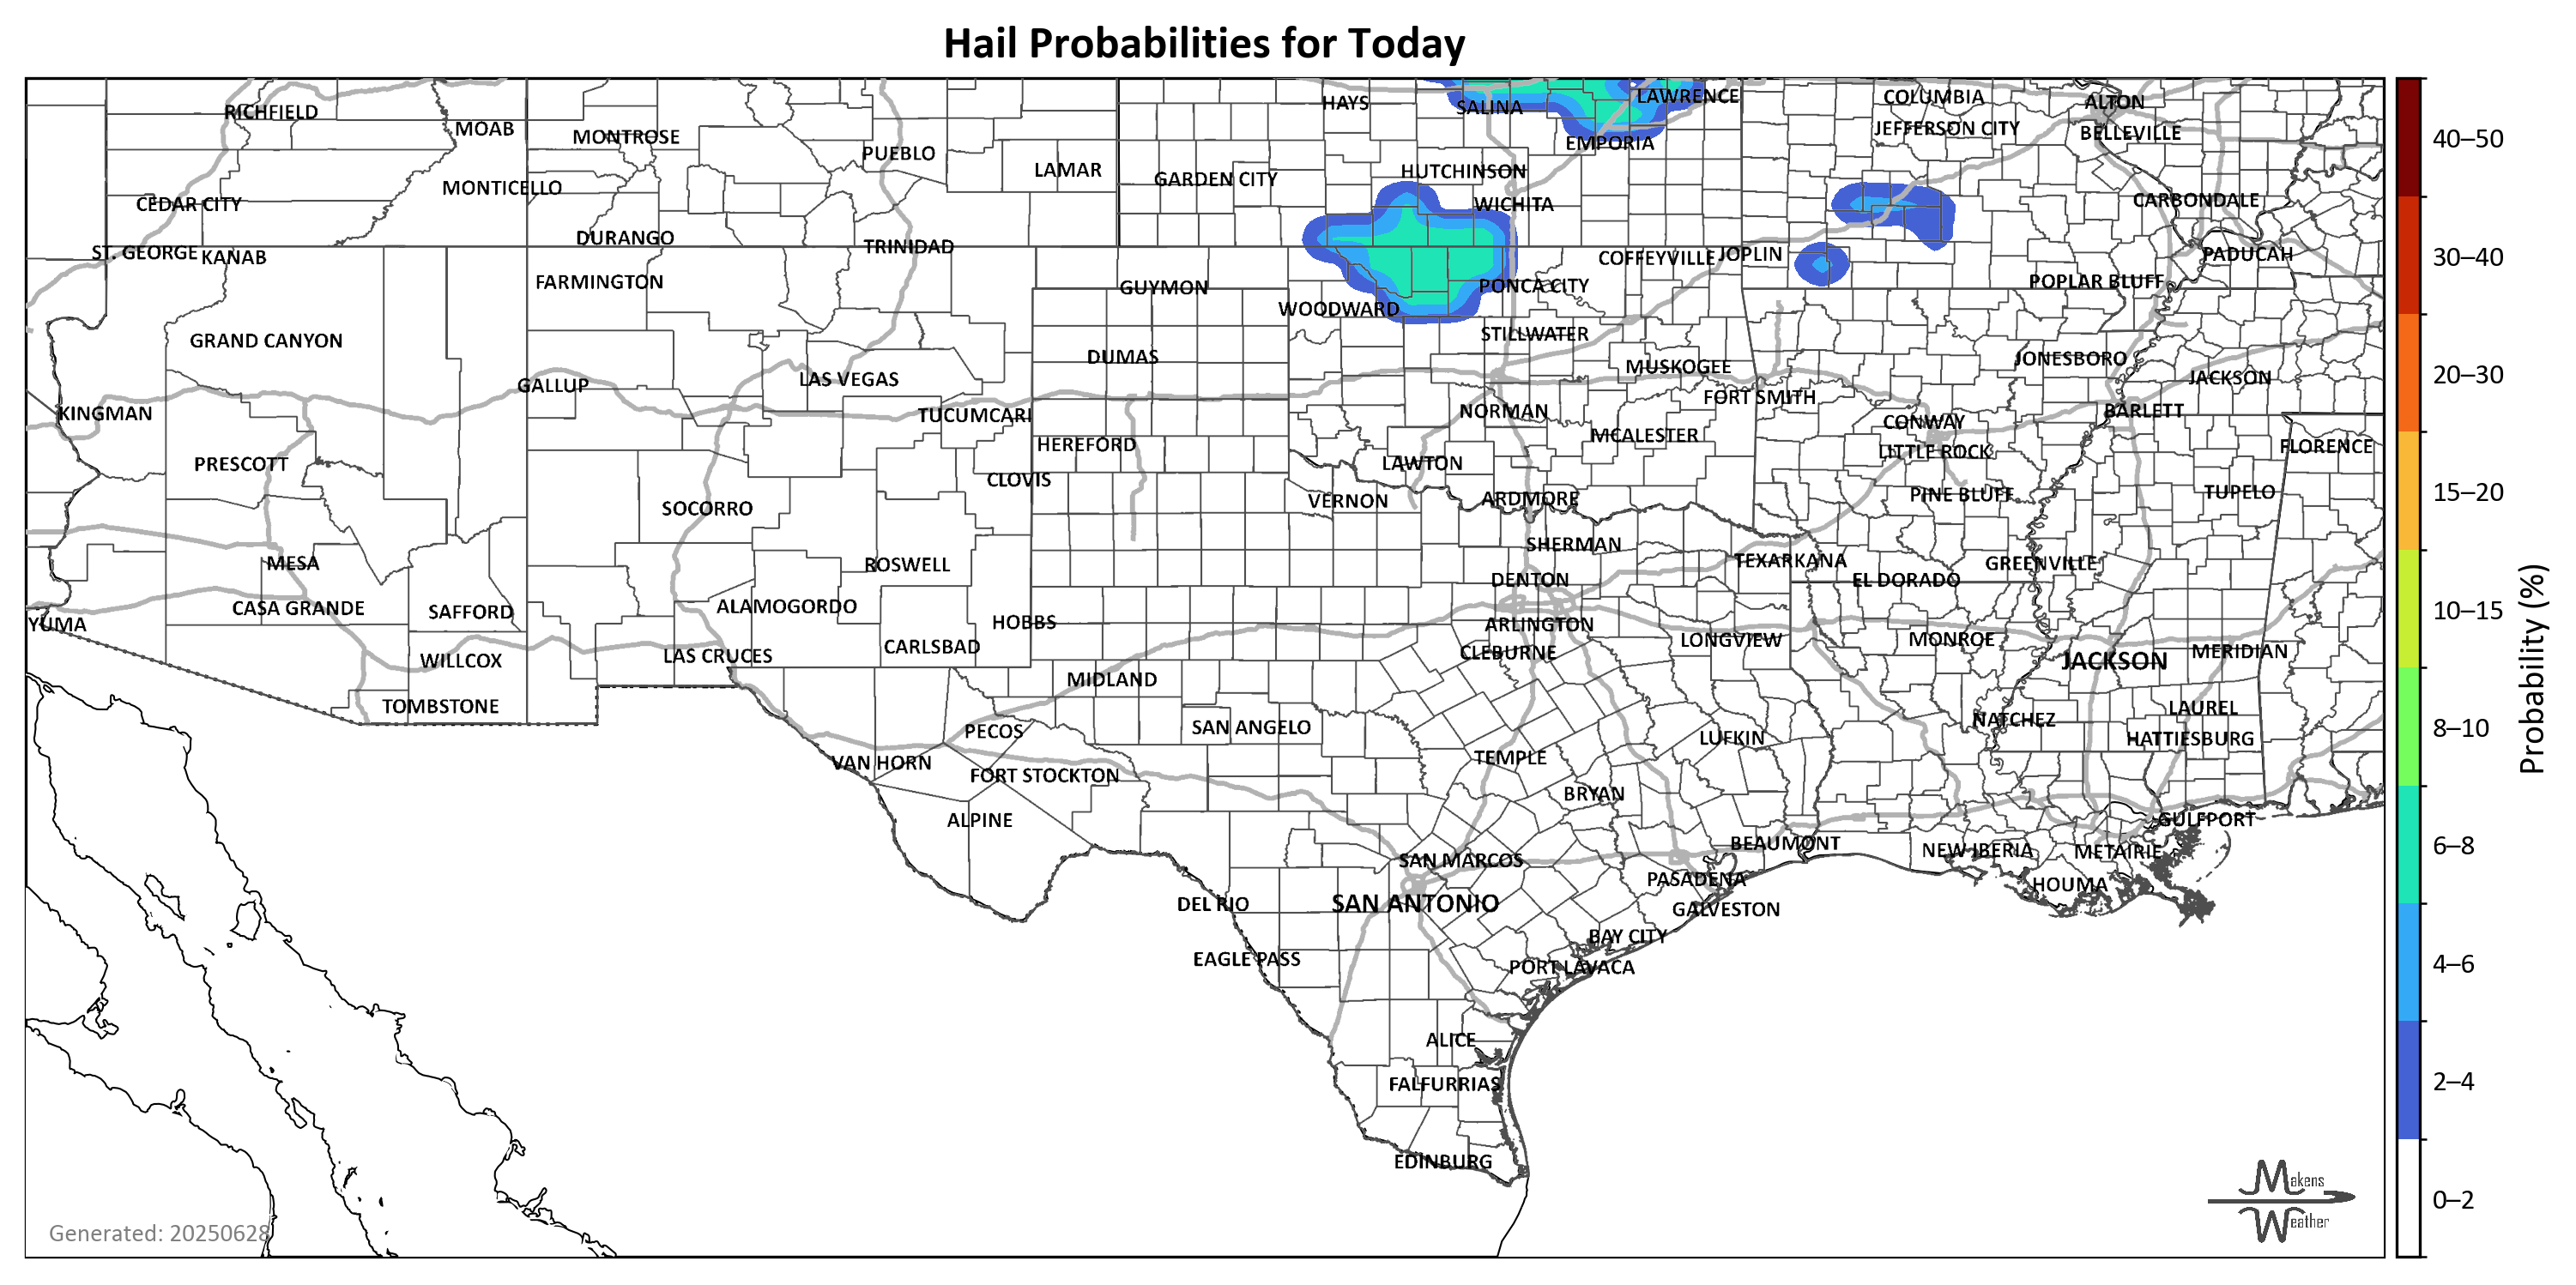 Hail Probabilities for Today
RICHFIELD
MOAB
MONTROSE
PUEBLO
LAMAR
HAYS
SALINA
LAWRENCE
COLUMBIA
ALTON
JEFFERSON CITY
BELLEVILLE
EMPORIA
HUTCHINSON
GARDEN CITY
MONTICELLO
CEDAR CITY
WICHITA
CARBONDALE
DURANGO
TRINIDAD
ST. GEORGE
KANAB
COFFEYVILLE
JOPLIN
PADUCAH
FARMINGTON
GUYMON
PONCA CITY
POPLAR BLUFF
WOODWARD
STILLWATER
GRAND CANYON
DUMAS
MUSKOGEE
JONESBORO
JACKSON
GALLUP
LAS VEGAS
FORT SMITH
KINGMAN
TUCUMCARI
NORMAN
BARLETT
CONWAY
HEREFORD
MCALESTER
LITTLE ROCK
FLORENCE
PRESCOTT
LAWTON
CLOVIS
VERNON
ARDMORE
PINE BLUFF
TUPELO
SOCORRO
SHERMAN
MESA
ROSWELL
TEXARKANA
GREENVILLE
DENTON
EL DORADO
CASA GRANDE
SAFFORD
ALAMOGORDO
YUMA
HOBBS
ARLINGTON
CARLSBAD
LONGVIEW
MONROE
CLEBURNE
MERIDIAN
WILLCOX
LAS CRUCES
JACKSON
MIDLAND
TOMBSTONE
LAUREL
NATCHEZ
PECOS
SAN ANGELO
LUFKIN
HATTIESBURG
VAN HORN
FORT STOCKTON
TEMPLE
BRYAN
ALPINE
GULFPORT
BEAUMONT
NEW IBERIA
METAIRIE
SAN MARCOS
PASADENA
HOUMA
DEL RIO
SAN ANTONIO
GALVESTON
BAY CITY
EAGLE PASS
PORT LAVACA
ALICE
FALFURRIAS
EDINBURG
Generated: 20250628
Makens
Weather
40–50
30–40
20–30
15–20
10–15
8–10
6–8
4–6
2–4
0–2
Probability (%)